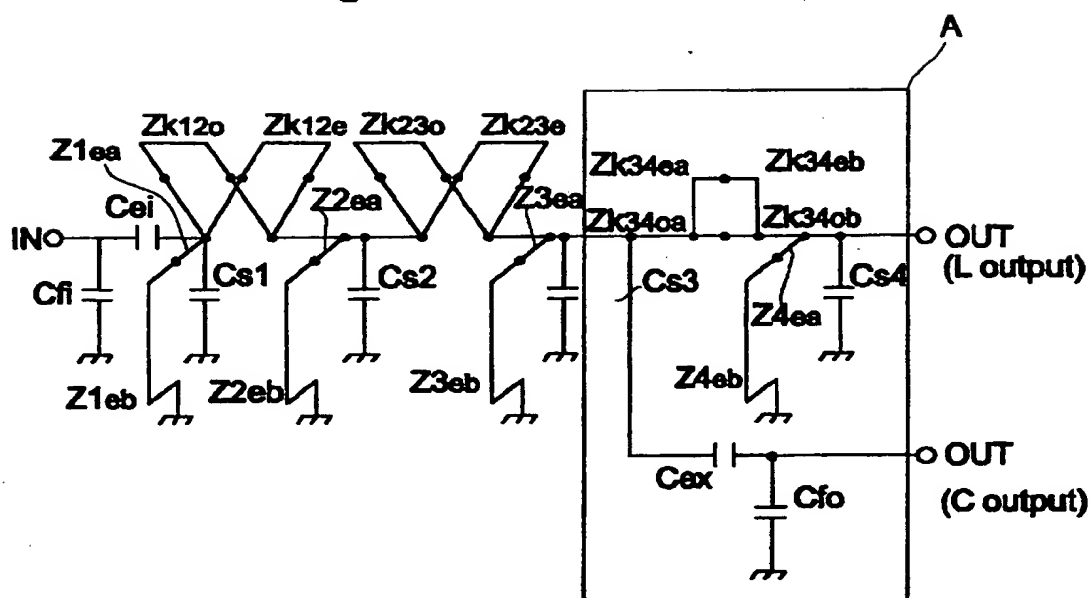 A
Zk12o Zk12e Zk23o Zk23e
Z1ea
Zk34ea Zk34eb
Cei Z2ea Z3ea
Zk34oa Zk34ob
IN OUT
(L output)
Cfi Cs1 Cs2 Cs3 Cs4
Z4ea
Z1eb Z2eb Z3eb Z4eb
OUT
Cex Cfo
(C output)